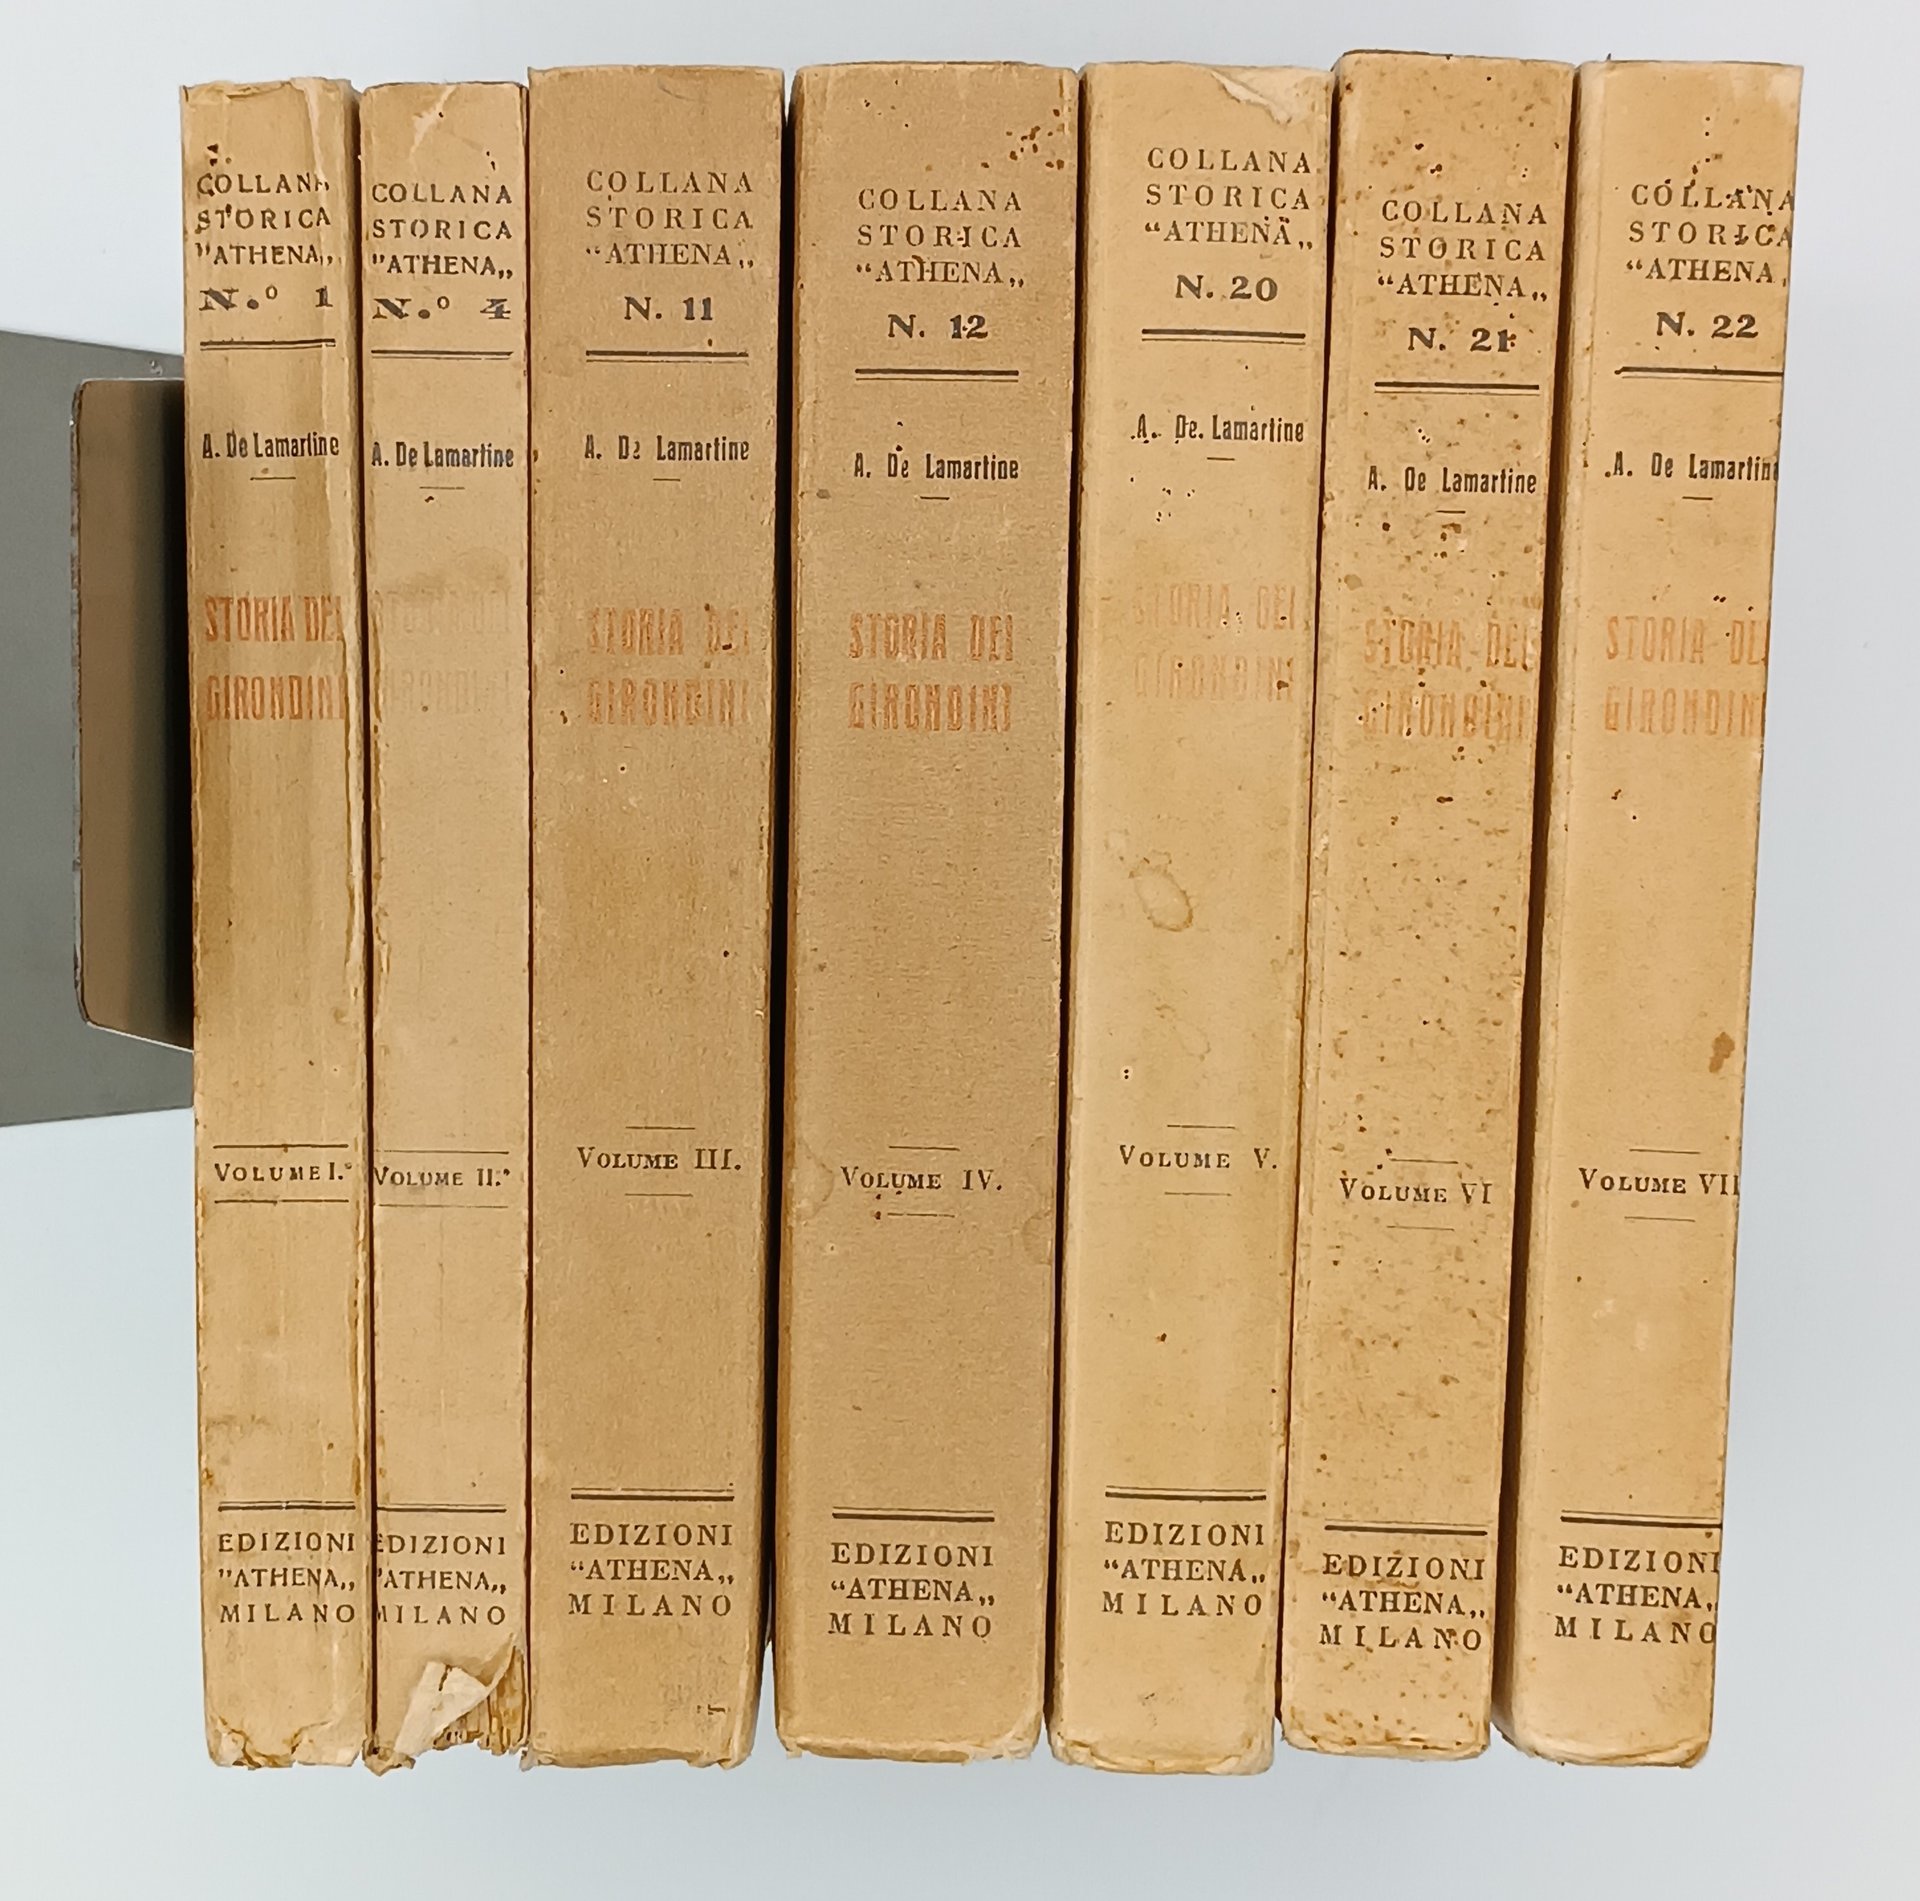 COLLANA
STORICA
"ATHENA„
N.º 1
A. De Lamartine
STORIA DEI
GIRONDINI
VOLUME I.º
EDIZIONI
"ATHENA„
MILANO
COLLANA
STORICA
"ATHENA„
N.º 4
A. De Lamartine
STORIA DEI
GIRONDINI
VOLUME II.º
EDIZIONI
"ATHENA„
MILANO
COLLANA
STORICA
“ATHENA„
N. 11
A. De Lamartine
STORIA DEI
GIRONDINI
VOLUME III.
EDIZIONI
“ATHENA„
MILANO
COLLANA
STORICA
“ATHENA„
N. 12
A. De Lamartine
STORIA DEI
GIRONDINI
VOLUME IV.
EDIZIONI
“ATHENA„
MILANO
COLLANA
STORICA
“ATHENA„
N. 20
A. De. Lamartine
STORIA DEI
GIRONDINI
VOLUME V.
EDIZIONI
“ATHENA„
MILANO
COLLANA
STORICA
“ATHENA„
N. 21
A. De Lamartine
STORIA DEI
GIRONDINI
VOLUME VI
EDIZIONI
“ATHENA„
MILANO
COLLANA
STORICA
“ATHENA„
N. 22
A. De Lamartine
STORIA DEI
GIRONDINI
VOLUME VII
EDIZIONI
“ATHENA„
MILANO